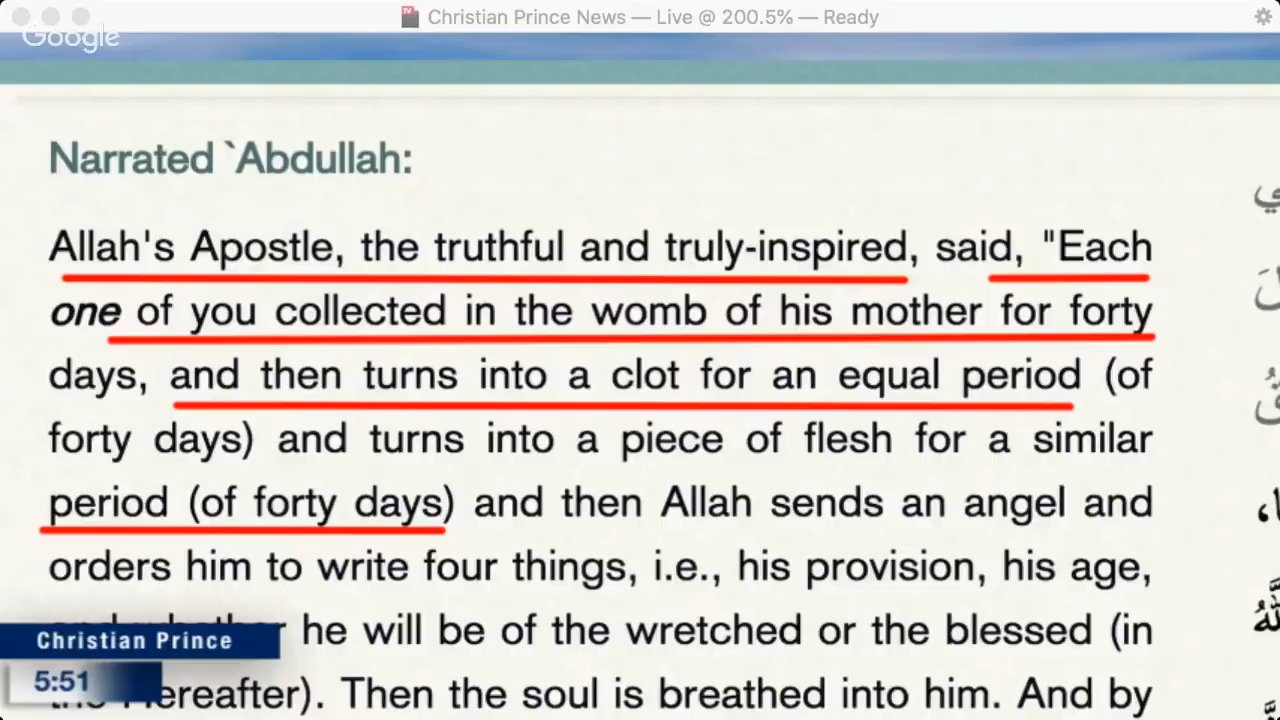 Christian Prince News — Live @ 200.5% — Ready
Google
Narrated `Abdullah:
Allah's Apostle, the truthful and truly-inspired, said, "Each
one of you collected in the womb of his mother for forty
days, and then turns into a clot for an equal period (of
forty days) and turns into a piece of flesh for a similar
period (of forty days) and then Allah sends an angel and
orders him to write four things, i.e., his provision, his age,
he will be of the wretched or the blessed (in
Christian Prince
5:51
Then the soul is breathed into him. And by